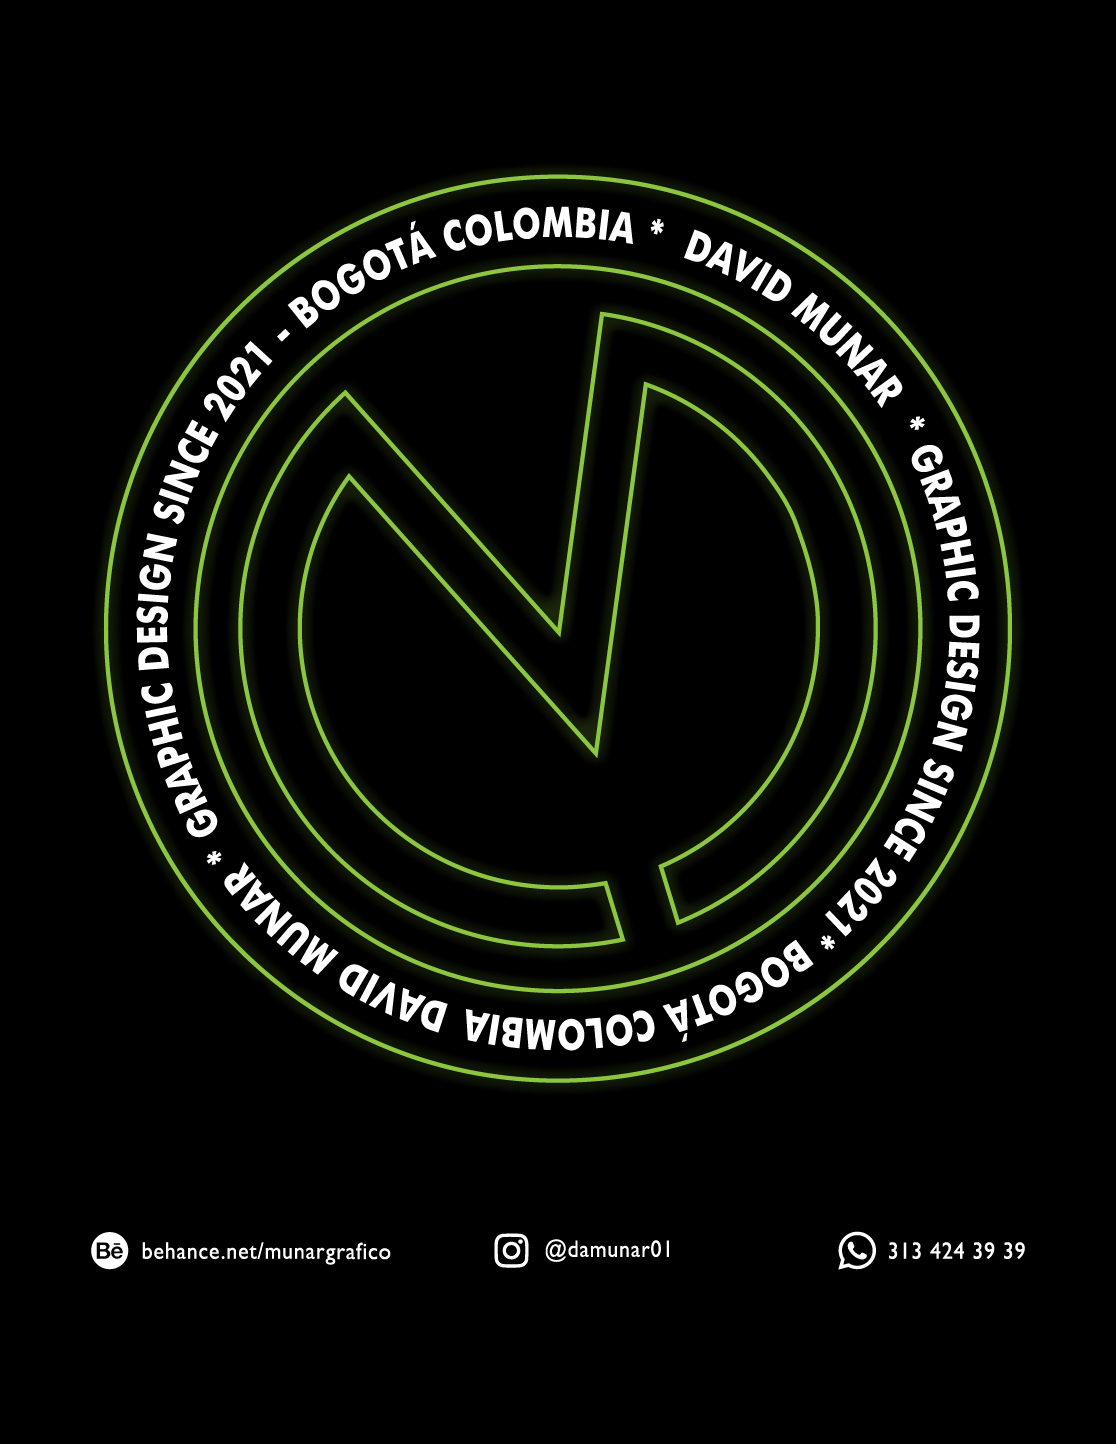 DAVID MUNAR * GRAPHIC DESIGN SINCE 2021 * BOGOTÁ COLOMBIA DAVID MUNAR * GRAPHIC DESIGN SINCE 2021 - BOGOTÁ COLOMBIA *
Bē behance.net/munargrafico
@damunar01
313 424 39 39